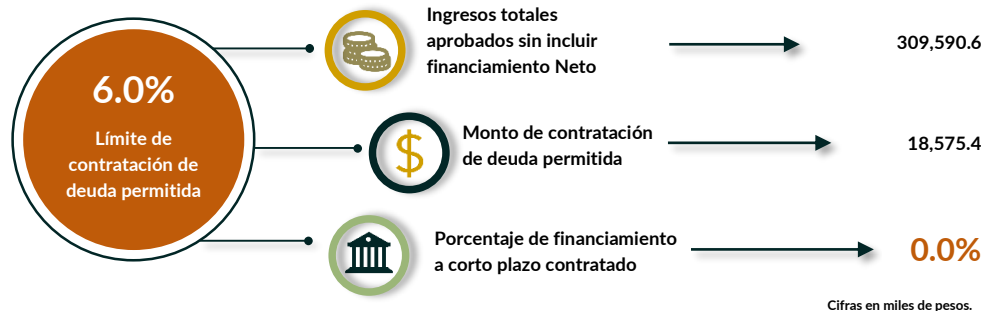 6.0%
Límite de
contratación de
deuda permitida
Ingresos totales
aprobados sin incluir
financiamiento Neto
309,590.6
$
Monto de contratación
de deuda permitida
18,575.4
Porcentaje de financiamiento
a corto plazo contratado
0.0%
Cifras en miles de pesos.